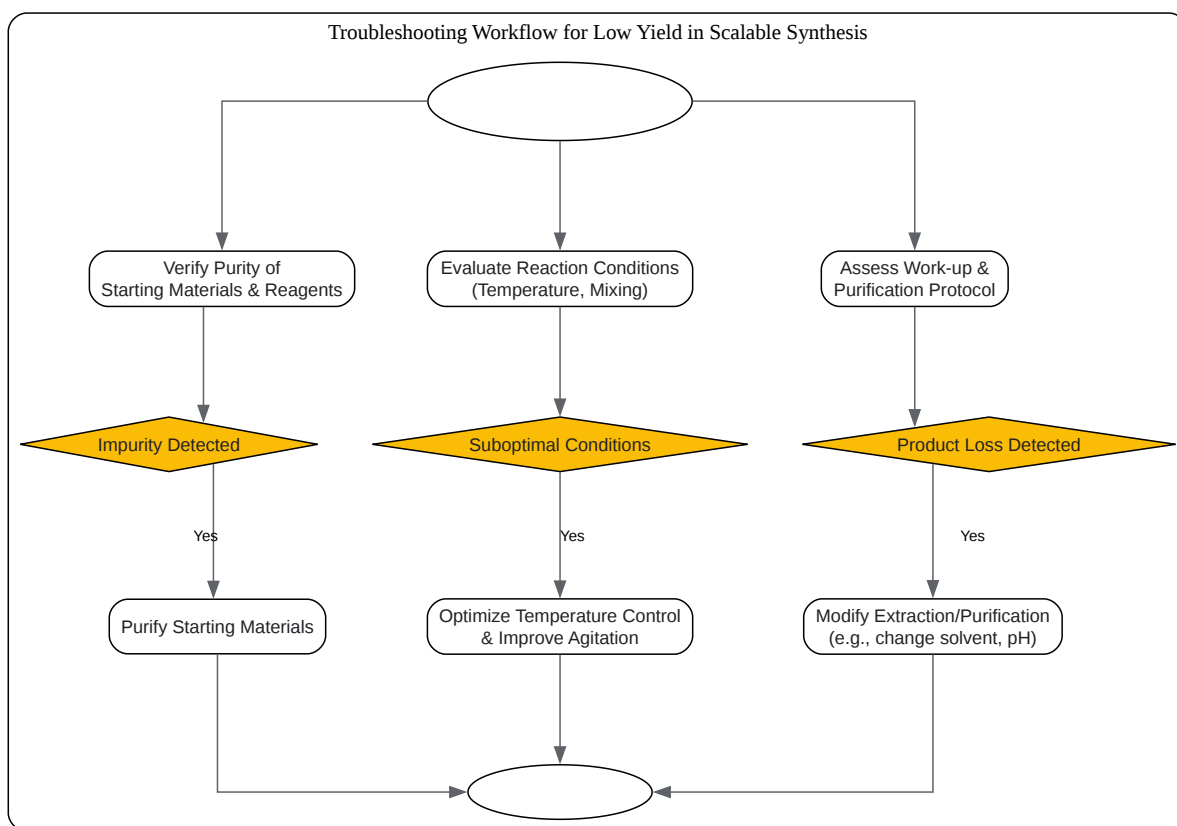 Troubleshooting Workflow for Low Yield in Scalable Synthesis
Verify Purity of
Starting Materials & Reagents
Evaluate Reaction Conditions
(Temperature, Mixing)
Assess Work-up &
Purification Protocol
Impurity Detected
Suboptimal Conditions
Product Loss Detected
Yes
Yes
Yes
Purify Starting Materials
Optimize Temperature Control
& Improve Agitation
Modify Extraction/Purification
(e.g., change solvent, pH)